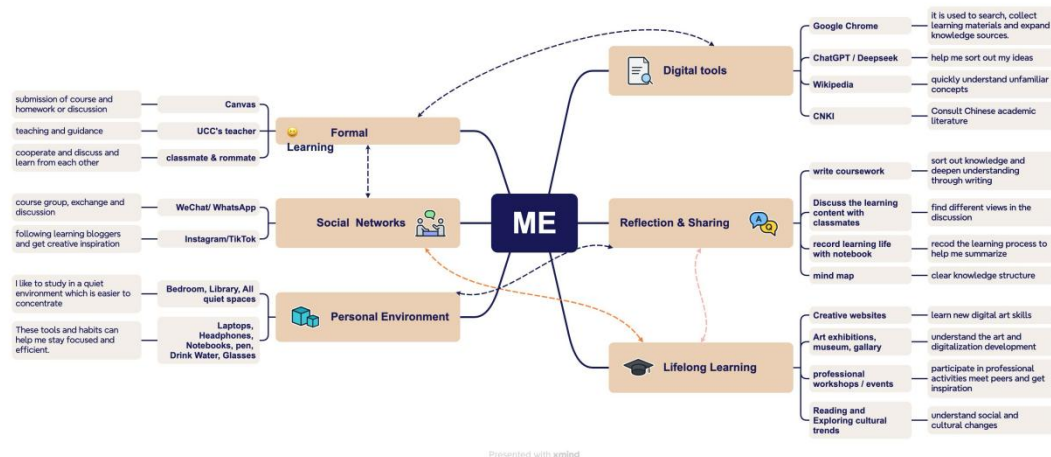 ME
Formal
Learning
Canvas
submission of course and
homework or discussion
UCC's teacher
teaching and guidance
classmate & rommate
cooperate and discuss and
learn from each other
Social Networks
WeChat/ WhatsApp
course group, exchange and
discussion
Instagram/TikTok
following learning bloggers
and get creative inspiration
Personal Environment
Bedroom, Library, All
quiet spaces
I like to study in a quiet
environment which is easier to
concentrate
Laptops,
Headphones,
Notebooks, pen,
Drink Water, Glasses
These tools and habits can
help me stay focused and
efficient.
Digital tools
Google Chrome
it is used to search, collect
learning materials and expand
knowledge sources.
ChatGPT / Deepseek
help me sort out my ideas
Wikipedia
quickly understand unfamiliar
concepts
CNKI
Consult Chinese academic
literature
Reflection & Sharing
A
Q
write coursework
sort out knowledge and
deepen understanding
through writing
Discuss the learning
content with
classmates
find different views in the
discussion
record learning life
with notebook
recod the learning process to
help me summarize
mind map
clear knowledge structure
Lifelong Learning
Creative websites
learn new digital art skills
Art exhibitions,
museum, gallary
understand the art and
digitalization development
professional
workshops / events
participate in professional
activities meet peers and get
inspiration
Reading and
Exploring cultural
trends
understand social and
cultural changes
Presented with xmind